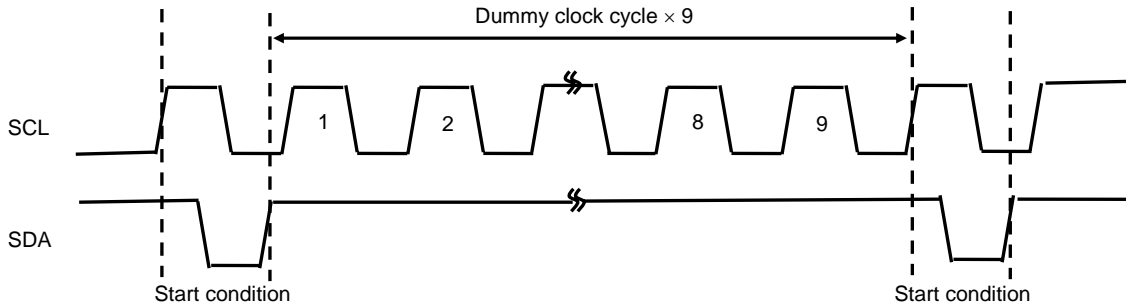 Dummy clock cycle × 9
SCL
1
2
8
9
SDA
Start condition
Start condition